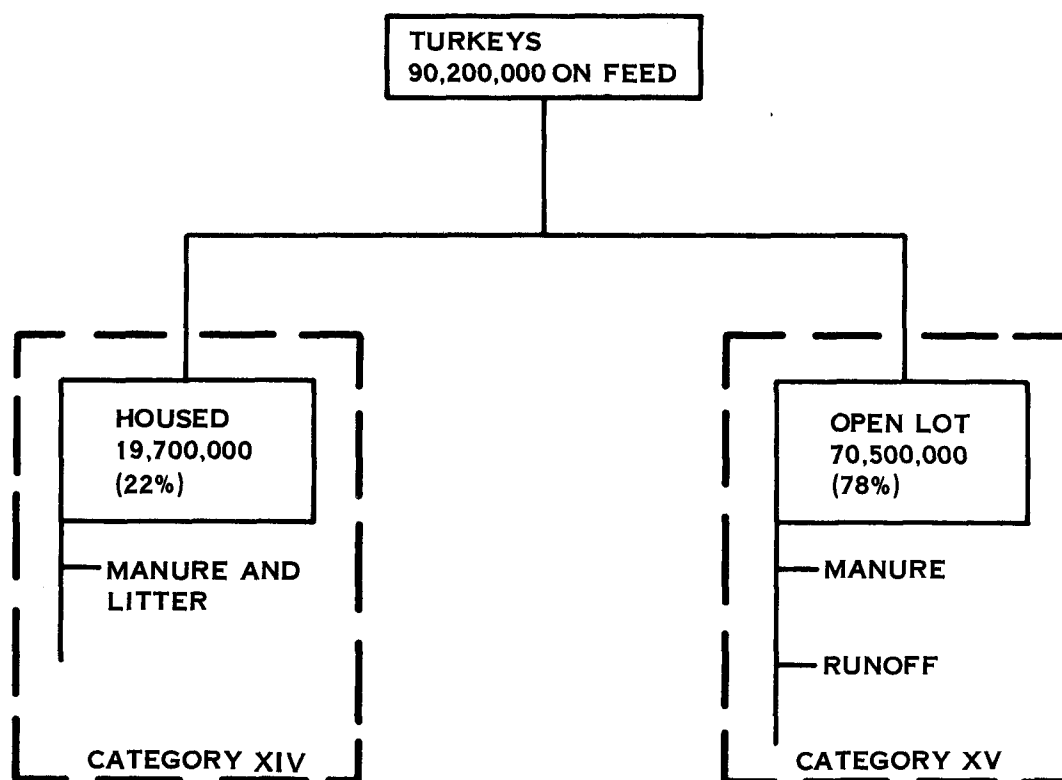 TURKEYS
90,200,000 ON FEED
HOUSED
19,700,000
(22%)
MANURE AND
LITTER
CATEGORY XIV
OPEN LOT
70,500,000
(78%)
MANURE
RUNOFF
CATEGORY XV